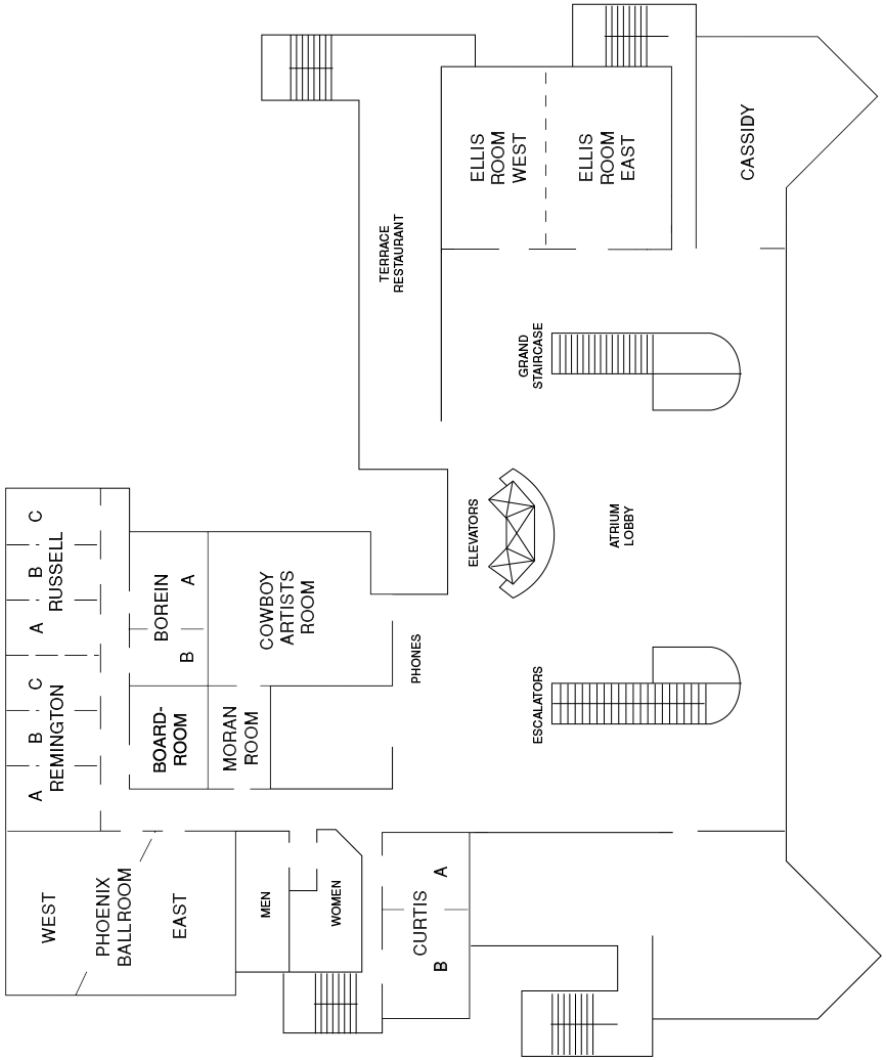 ELLIS
ROOM
WEST
ELLIS
ROOM
EAST
CASSIDY
TERRACE
RESTAURANT
GRAND
STAIRCASE
ELEVATORS
ATRIUM
LOBBY
ESCALATORS
PHONES
RUSSELL
A
B
C
BOREIN
A
B
COWBOY
ARTISTS
ROOM
REMINGTON
A
B
C
BOARD-
ROOM
MORAN
ROOM
WEST
PHOENIX
BALLROOM
EAST
MEN
WOMEN
CURTIS
A
B